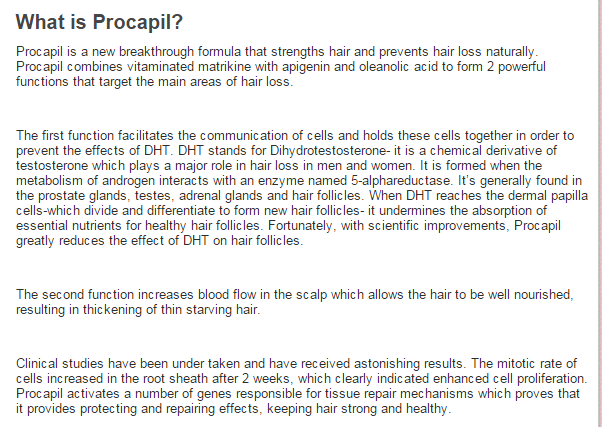 What is Procapil?
Procapil is a new breakthrough formula that strengths hair and prevents hair loss naturally.
Procapil combines vitaminated matrikine with apigenin and oleanolic acid to form 2 powerful
functions that target the main areas of hair loss.
The first function facilitates the communication of cells and holds these cells together in order to
prevent the effects of DHT. DHT stands for Dihydrotestosterone- it is a chemical derivative of
testosterone which plays a major role in hair loss in men and women. It is formed when the
metabolism of androgen interacts with an enzyme named 5-alphareductase. It's generally found in
the prostate glands, testes, adrenal glands and hair follicles. When DHT reaches the dermal papilla
cells-which divide and differentiate to form new hair follicles- it undermines the absorption of
essential nutrients for healthy hair follicles. Fortunately, with scientific improvements, Procapil
greatly reduces the effect of DHT on hair follicles.
The second function increases blood flow in the scalp which allows the hair to be well nourished,
resulting in thickening of thin starving hair.
Clinical studies have been under taken and have received astonishing results. The mitotic rate of
cells increased in the root sheath after 2 weeks, which clearly indicated enhanced cell proliferation.
Procapil activates a number of genes responsible for tissue repair mechanisms which proves that
it provides protecting and repairing effects, keeping hair strong and healthy.